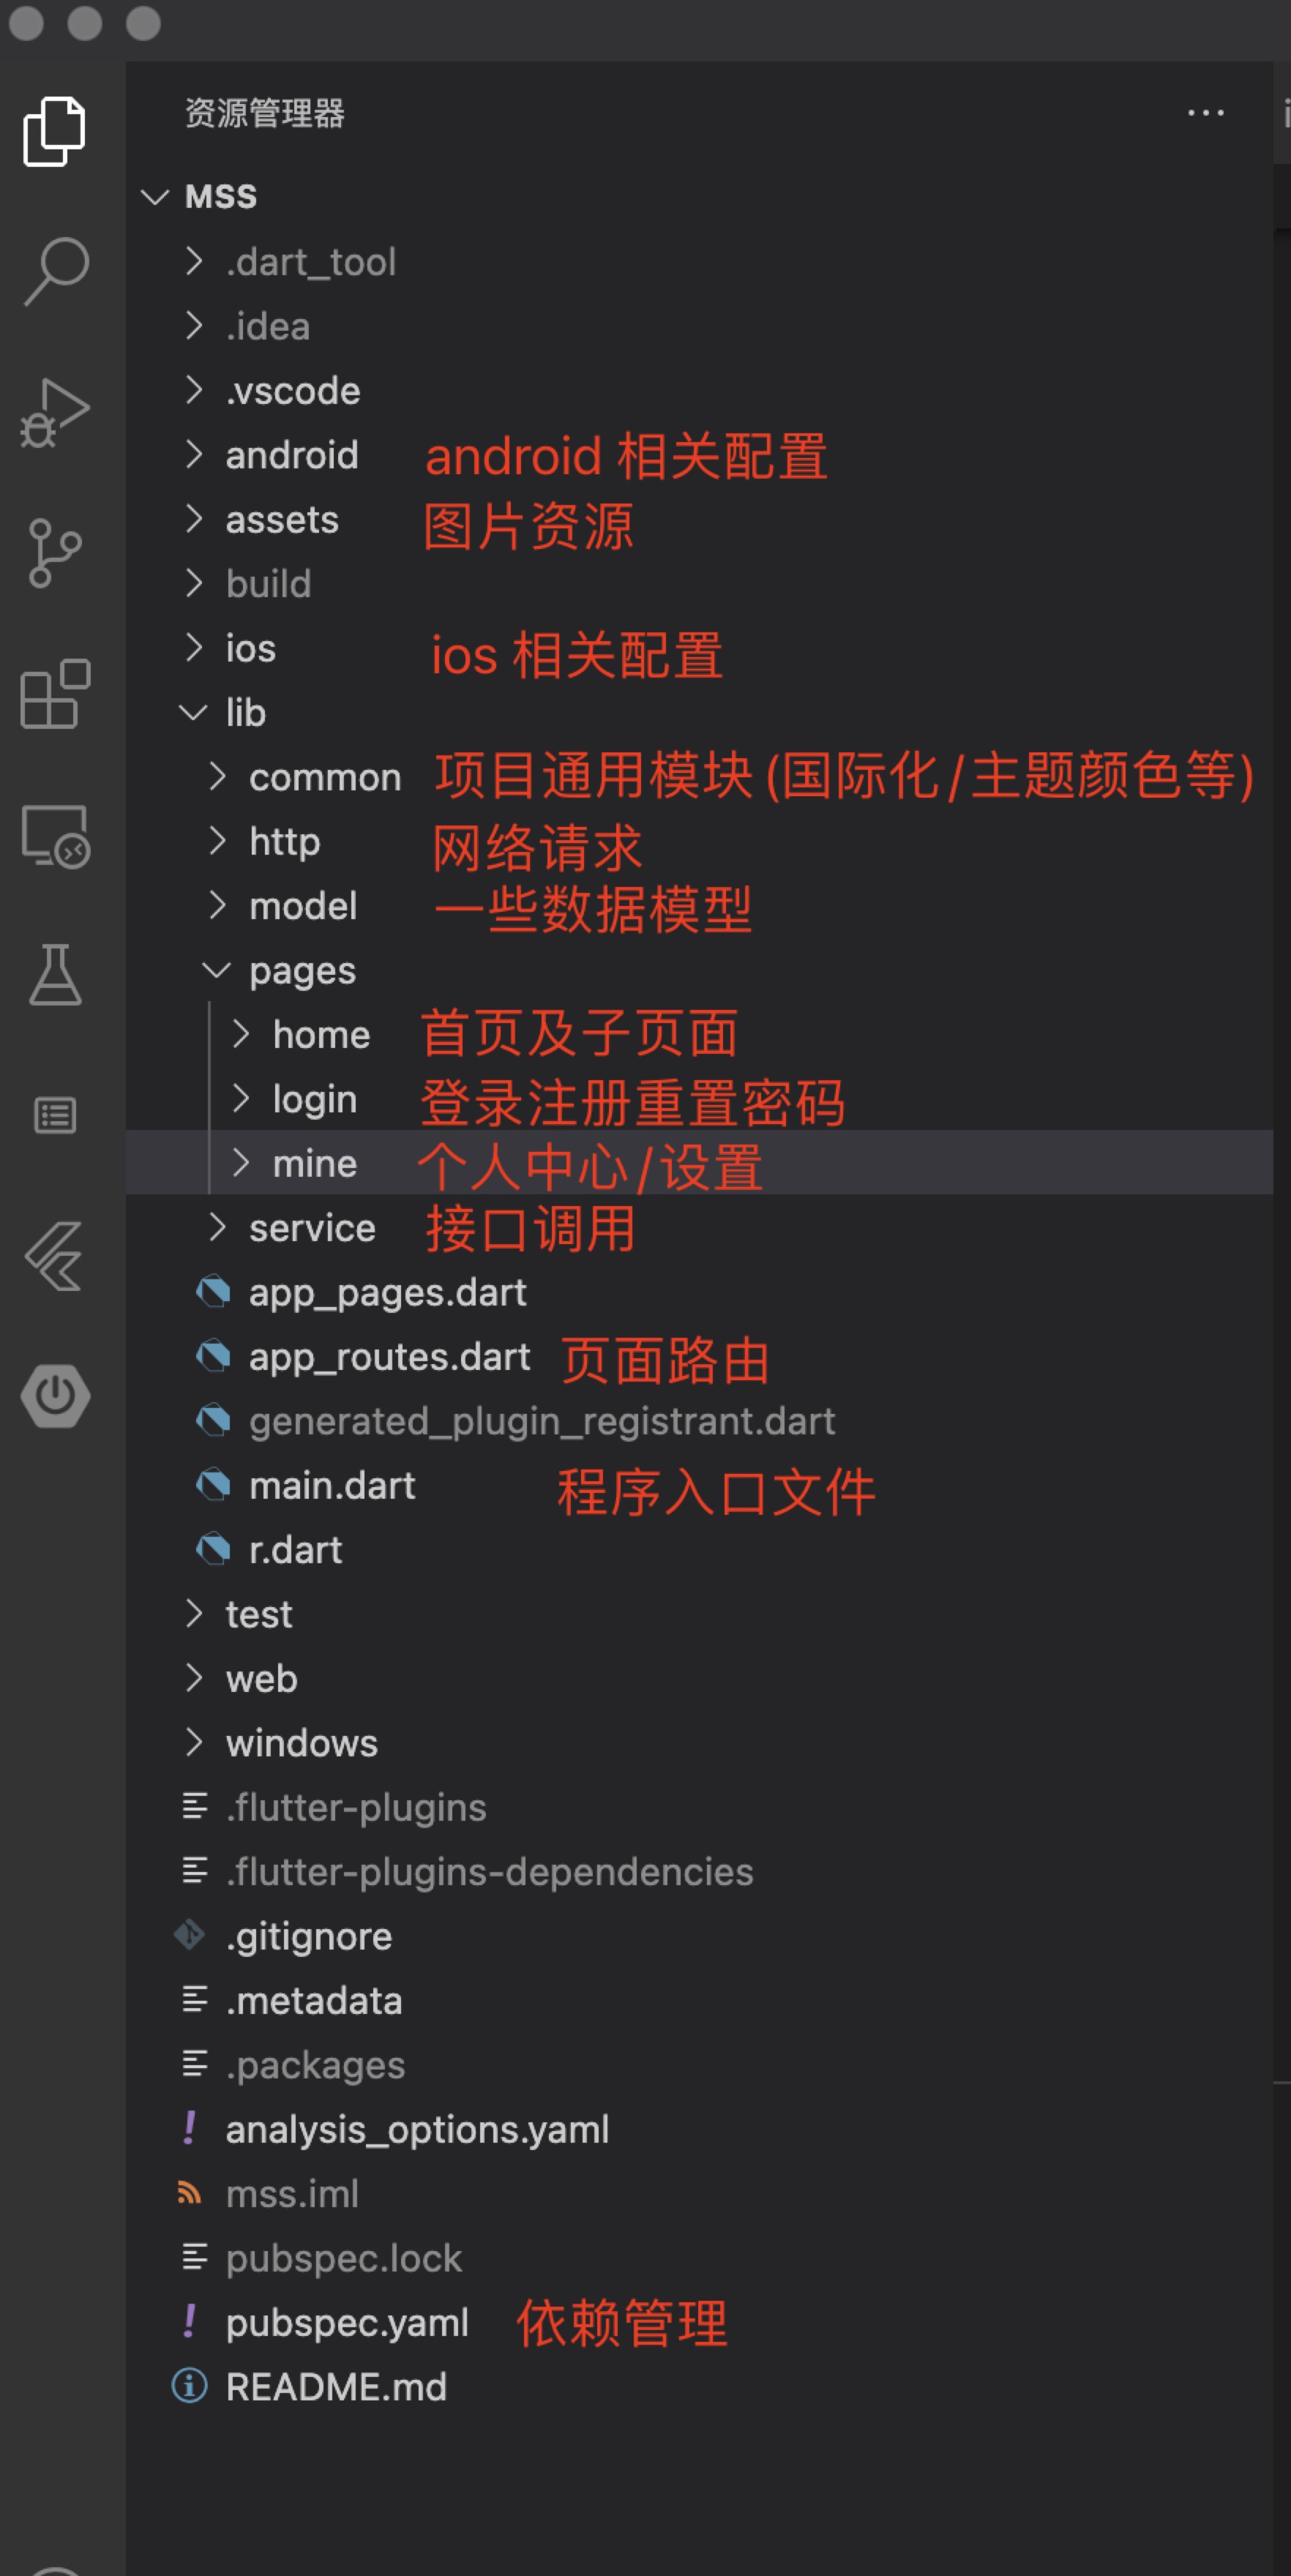 资源管理器
MSS
.dart_tool
.idea
.vscode
android android 相关配置
assets 图片资源
build
ios ios 相关配置
lib
common 项目通用模块(国际化/主题颜色等)
http 网络请求
model 一些数据模型
pages
home 首页及子页面
login 登录注册重置密码
mine 个人中心/设置
service 接口调用
app_pages.dart
app_routes.dart 页面路由
generated_plugin_registrant.dart
main.dart 程序入口文件
r.dart
test
web
windows
.flutter-plugins
.flutter-plugins-dependencies
.gitignore
.metadata
.packages
analysis_options.yaml
mss.iml
pubspec.lock
pubspec.yaml 依赖管理
README.md